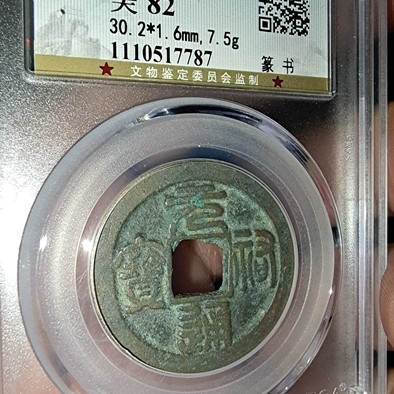 美 82
30.2*1.6mm,7.5g
1110517787
篆 书
文物鉴定委员会监制
元祐通寳